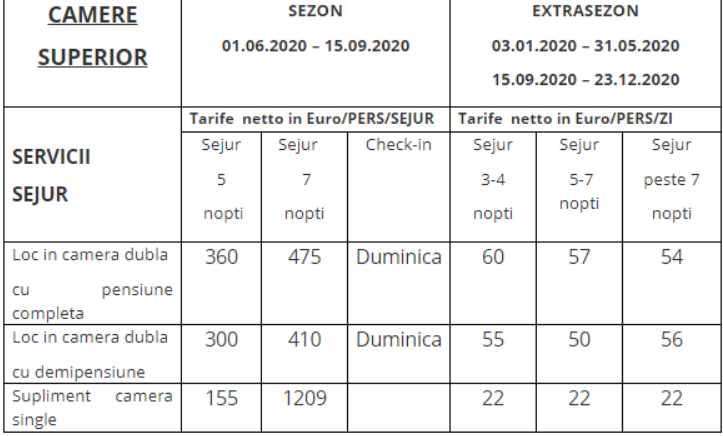 CAMERE SEZON EXTRASEZON
SUPERIOR 01.06.2020 – 15.09.2020 03.01.2020 – 31.05.2020
15.09.2020 – 23.12.2020
Tarife netto in Euro/PERS/SEJUR Tarife netto in Euro/PERS/ZI
SERVICII
SEJUR
Sejur Sejur Check-in Sejur Sejur Sejur
5 7 3-4 5-7 peste 7
nopti nopti nopti nopti nopti
Loc in camera dubla 360 475 Duminica 60 57 54
cu pensiune
completa
Loc in camera dubla 300 410 Duminica 55 50 56
cu demipensiune
Supliment camera 155 1209 22 22 22
single